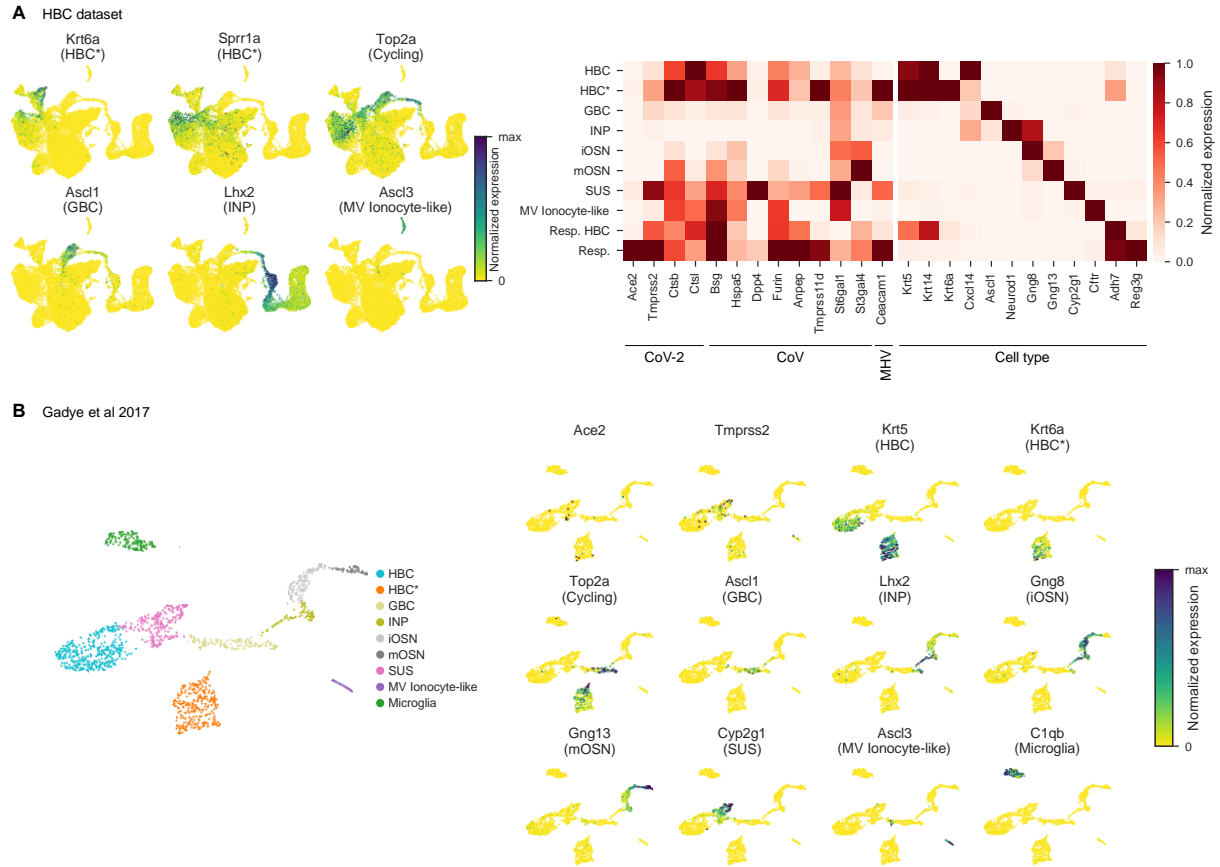 A HBC dataset
Krt6a
(HBC*)
Sprr1a
(HBC*)
Top2a
(Cycling)
Ascl1
(GBC)
Lhx2
(INP)
Ascl3
(MV Ionocyte-like)
max
Normalized expression
0
HBC
HBC*
GBC
INP
iOSN
mOSN
SUS
MV Ionocyte-like
Resp. HBC
Resp.
Ace2
Tmprss2
Ctsb
Ctsl
Bsg
Hspa5
Dpp4
Furin
Anpep
Tmprss11d
St6gal1
St3gal4
Ceacam1
Krt5
Krt14
Krt6a
Cxcl14
Ascl1
Neurod1
Gng8
Gng13
Cyp2g1
Cftr
Adh7
Reg3g
CoV-2
CoV
MHV
Cell type
1.0
0.8
0.6
0.4
0.2
0.0
Normalized expression
B Gadye et al 2017
HBC
HBC*
GBC
INP
iOSN
mOSN
SUS
MV Ionocyte-like
Microglia
Ace2
Tmprss2
Krt5
(HBC)
Krt6a
(HBC*)
Top2a
(Cycling)
Ascl1
(GBC)
Lhx2
(INP)
Gng8
(iOSN)
Gng13
(mOSN)
Cyp2g1
(SUS)
Ascl3
(MV Ionocyte-like)
C1qb
(Microglia)
max
Normalized expression
0